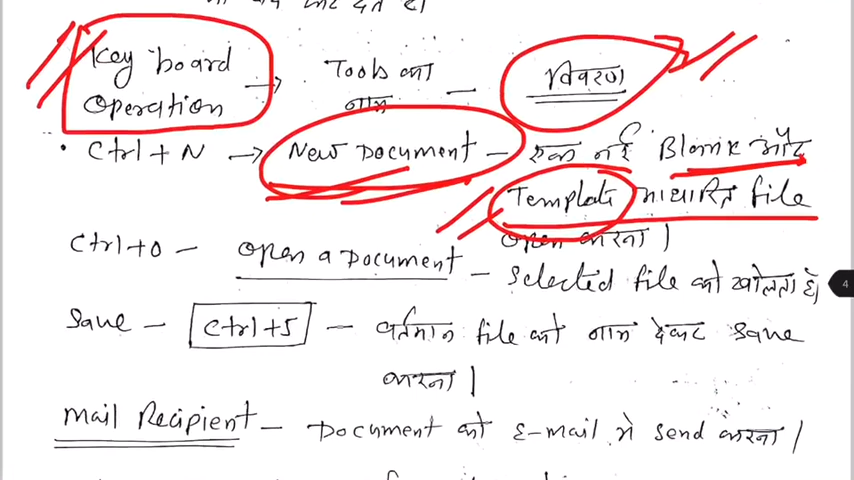 Key board Operation → Tools का नाम — विवरण
• Ctrl + N → New Document — एक नई Blank और
Template आधारित file
open करना।
Ctrl+O — Open a Document — Selected file को खोलता है।
Save — Ctrl+S — वर्तमान file को नाम देकर save
करना।
Mail Recipient — Document को E-mail में send करना।
4